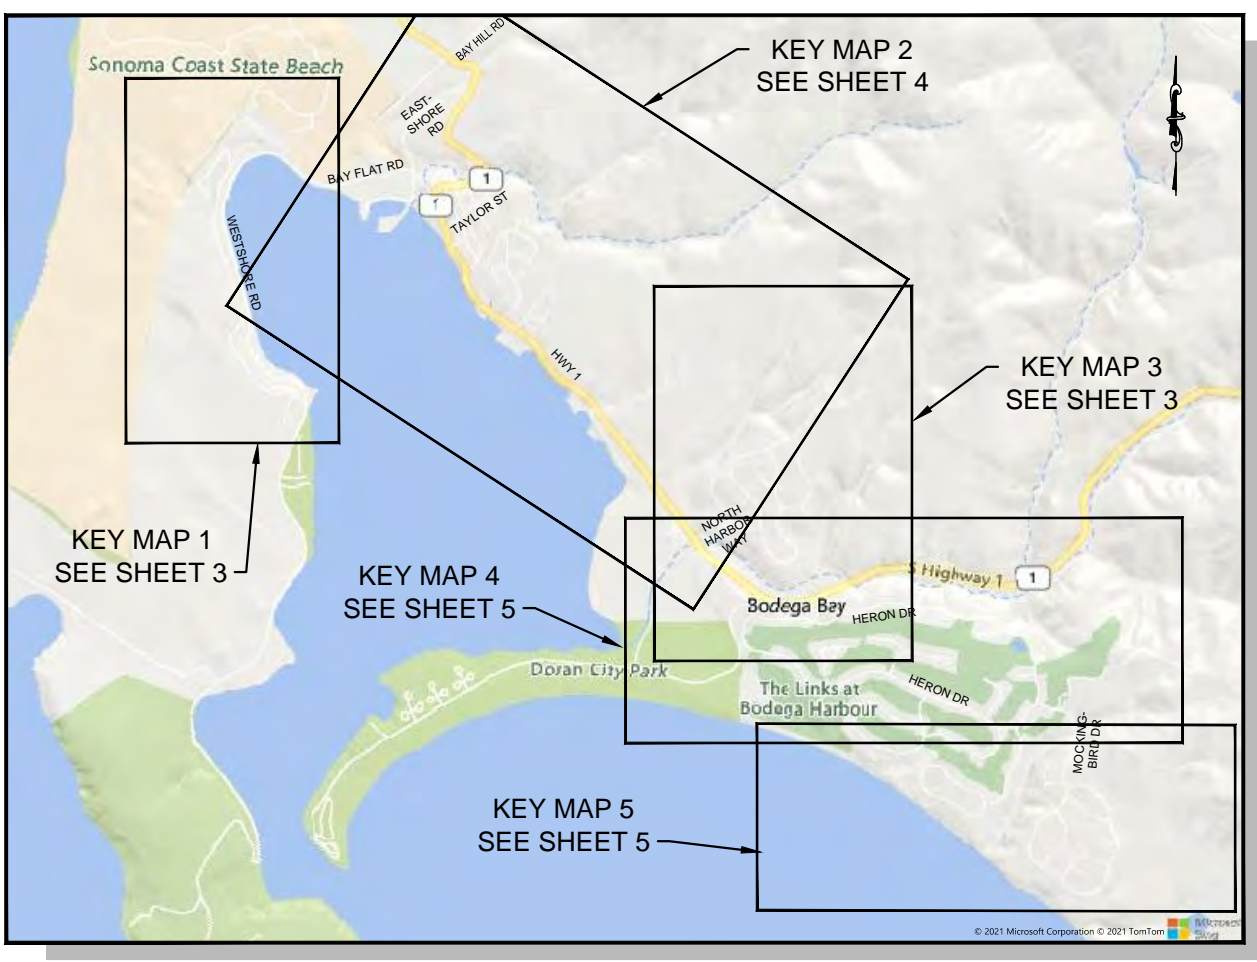 BAY HILL RD
KEY MAP 2
SEE SHEET 4
Sonoma Coast State Beach
EAST-
SHORE
RD
BAY FLAT RD
1
1
TAYLOR ST
WESTSHORE RD
HWY 1
KEY MAP 3
SEE SHEET 3
NORTH
HARBOR
WAY
KEY MAP 1
SEE SHEET 3
KEY MAP 4
SEE SHEET 5
S Highway 1
1
Bodega Bay
HERON DR
Doran City Park
HERON DR
The Links at
Bodega Harbour
MOCKING-
BIRD DR
KEY MAP 5
SEE SHEET 5
© 2021 Microsoft Corporation © 2021 TomTom
Microsoft
Bing